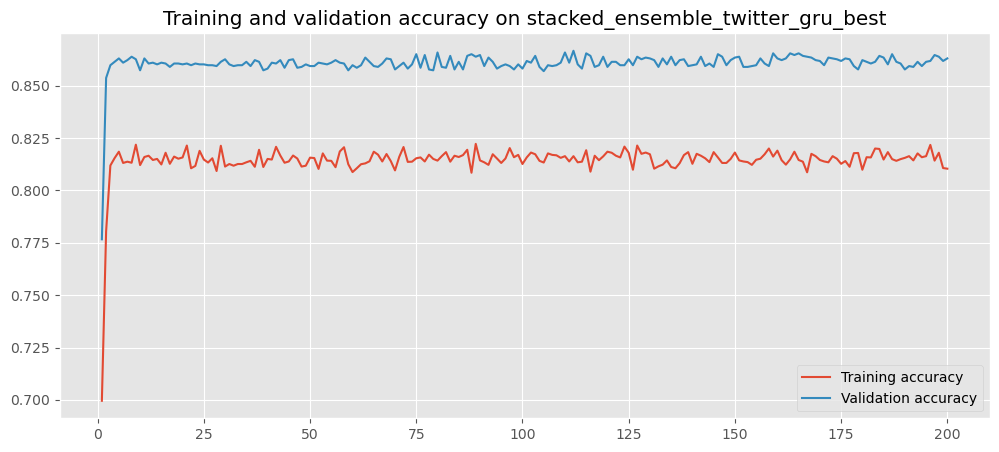 Training and validation accuracy on stacked_ensemble_twitter_gru_best
0.850
0.825
0.800
0.775
0.750
0.725
0.700
Training accuracy
Validation accuracy
0 25 50 75 100 125 150 175 200